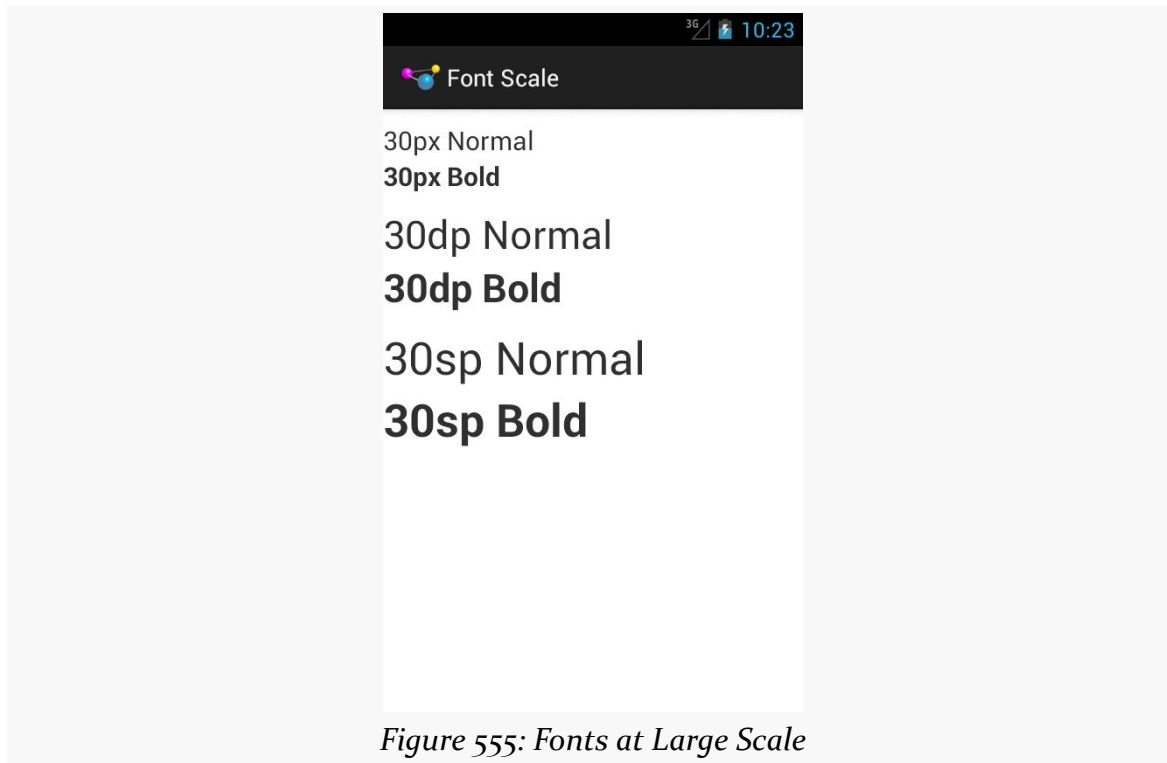 3G 10:23
Font Scale
30px Normal
30px Bold
30dp Normal
30dp Bold
30sp Normal
30sp Bold
Figure 555: Fonts at Large Scale